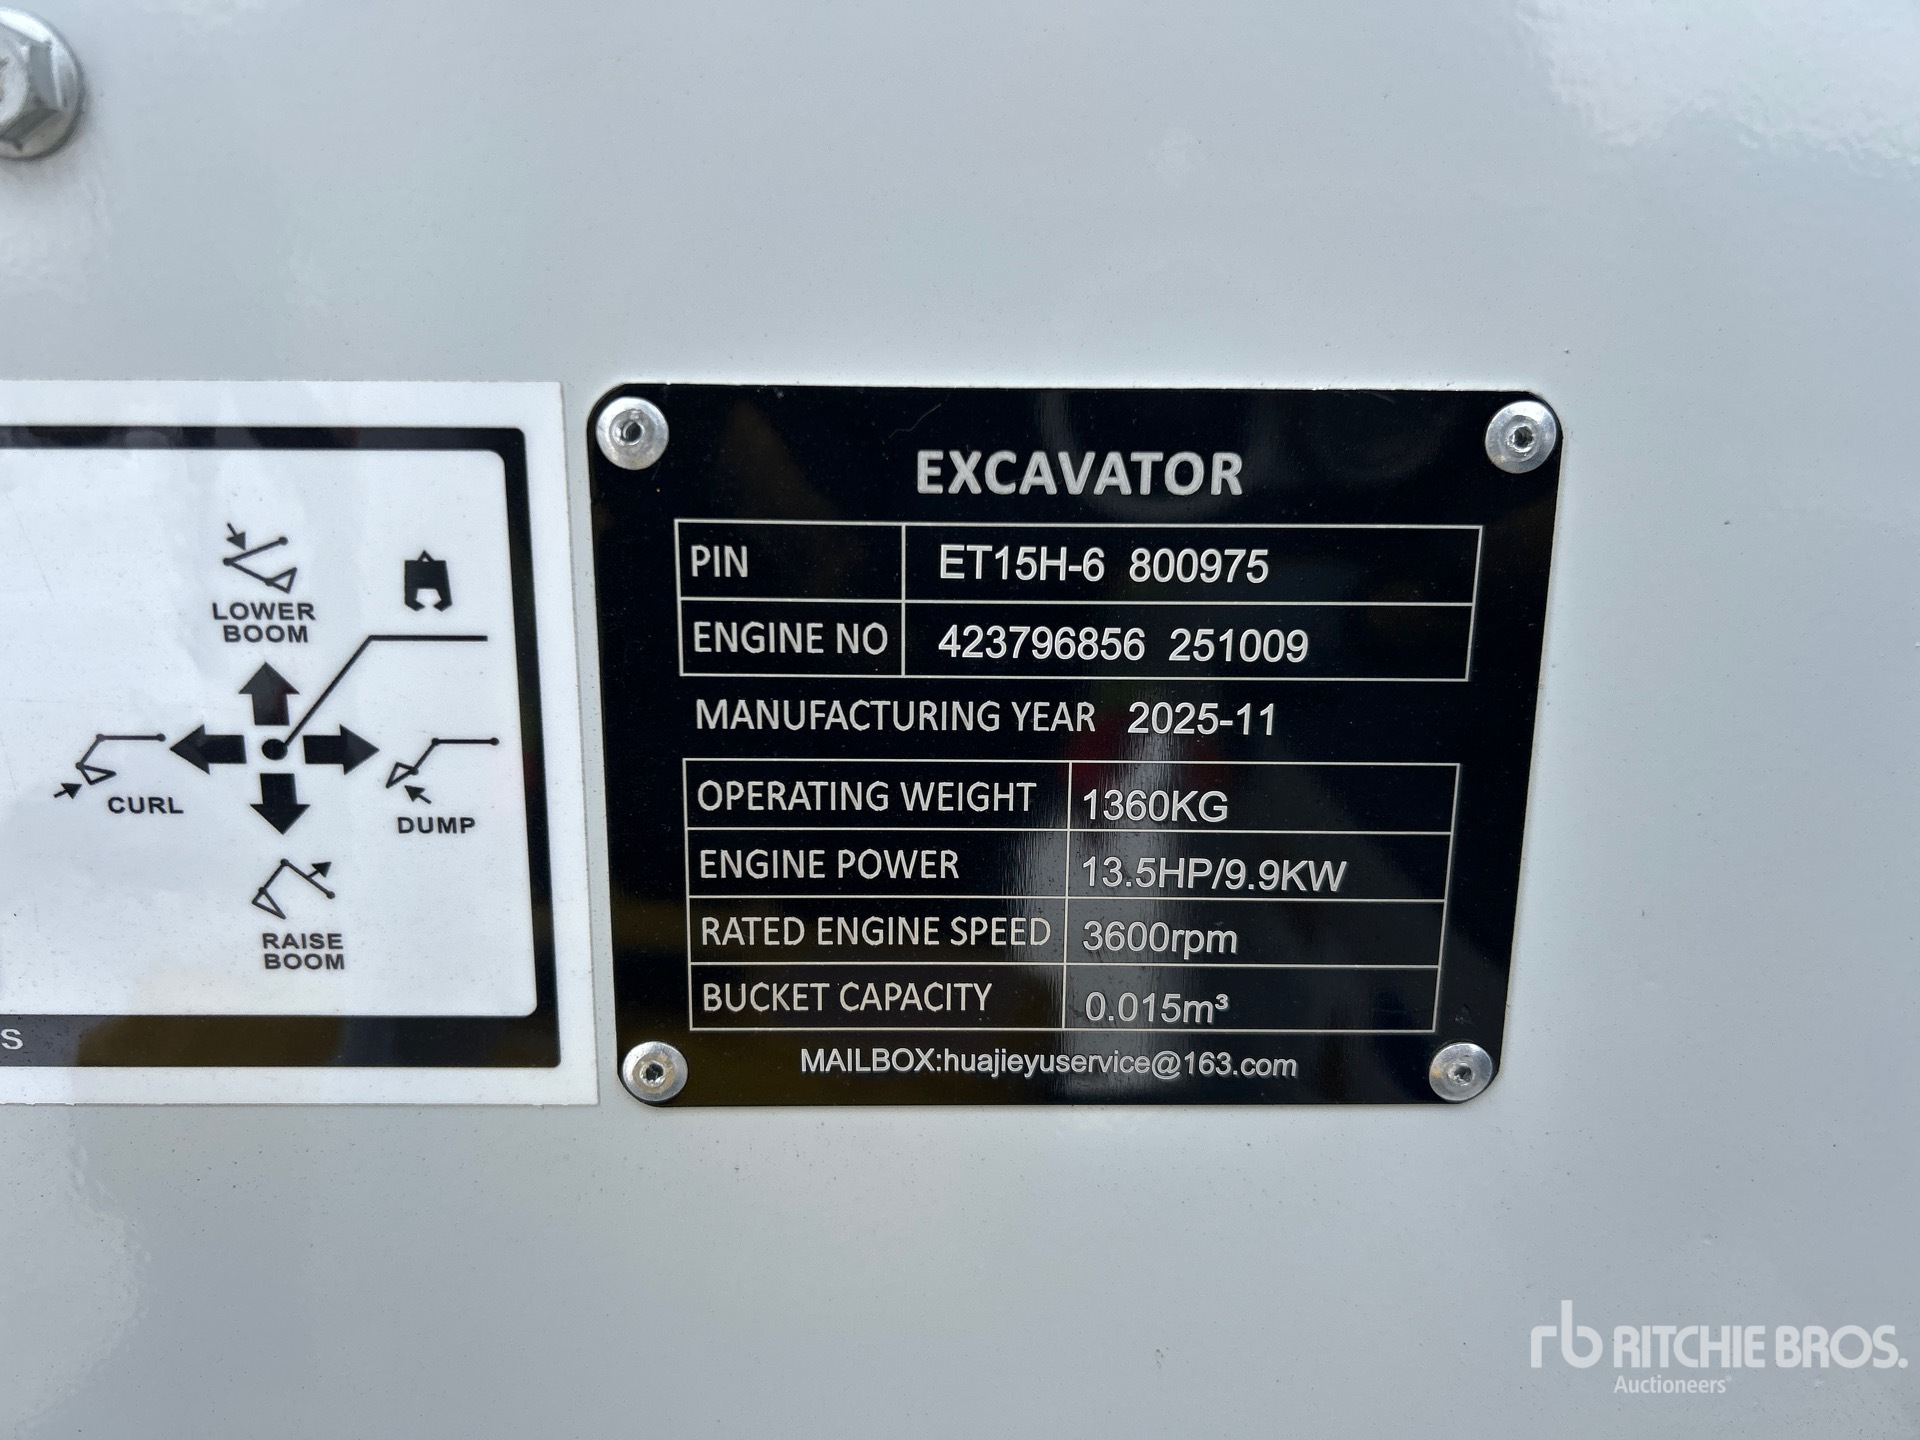 LOWER
BOOM
CURL
DUMP
RAISE
BOOM
S
EXCAVATOR
PIN ET15H-6 800975
ENGINE NO 423796856 251009
MANUFACTURING YEAR 2025-11
OPERATING WEIGHT 1360KG
ENGINE POWER 13.5HP/9.9KW
RATED ENGINE SPEED 3600rpm
BUCKET CAPACITY 0.015m³
MAILBOX:huajieyuservice@163.com
rb RITCHIE BROS.
Auctioneers